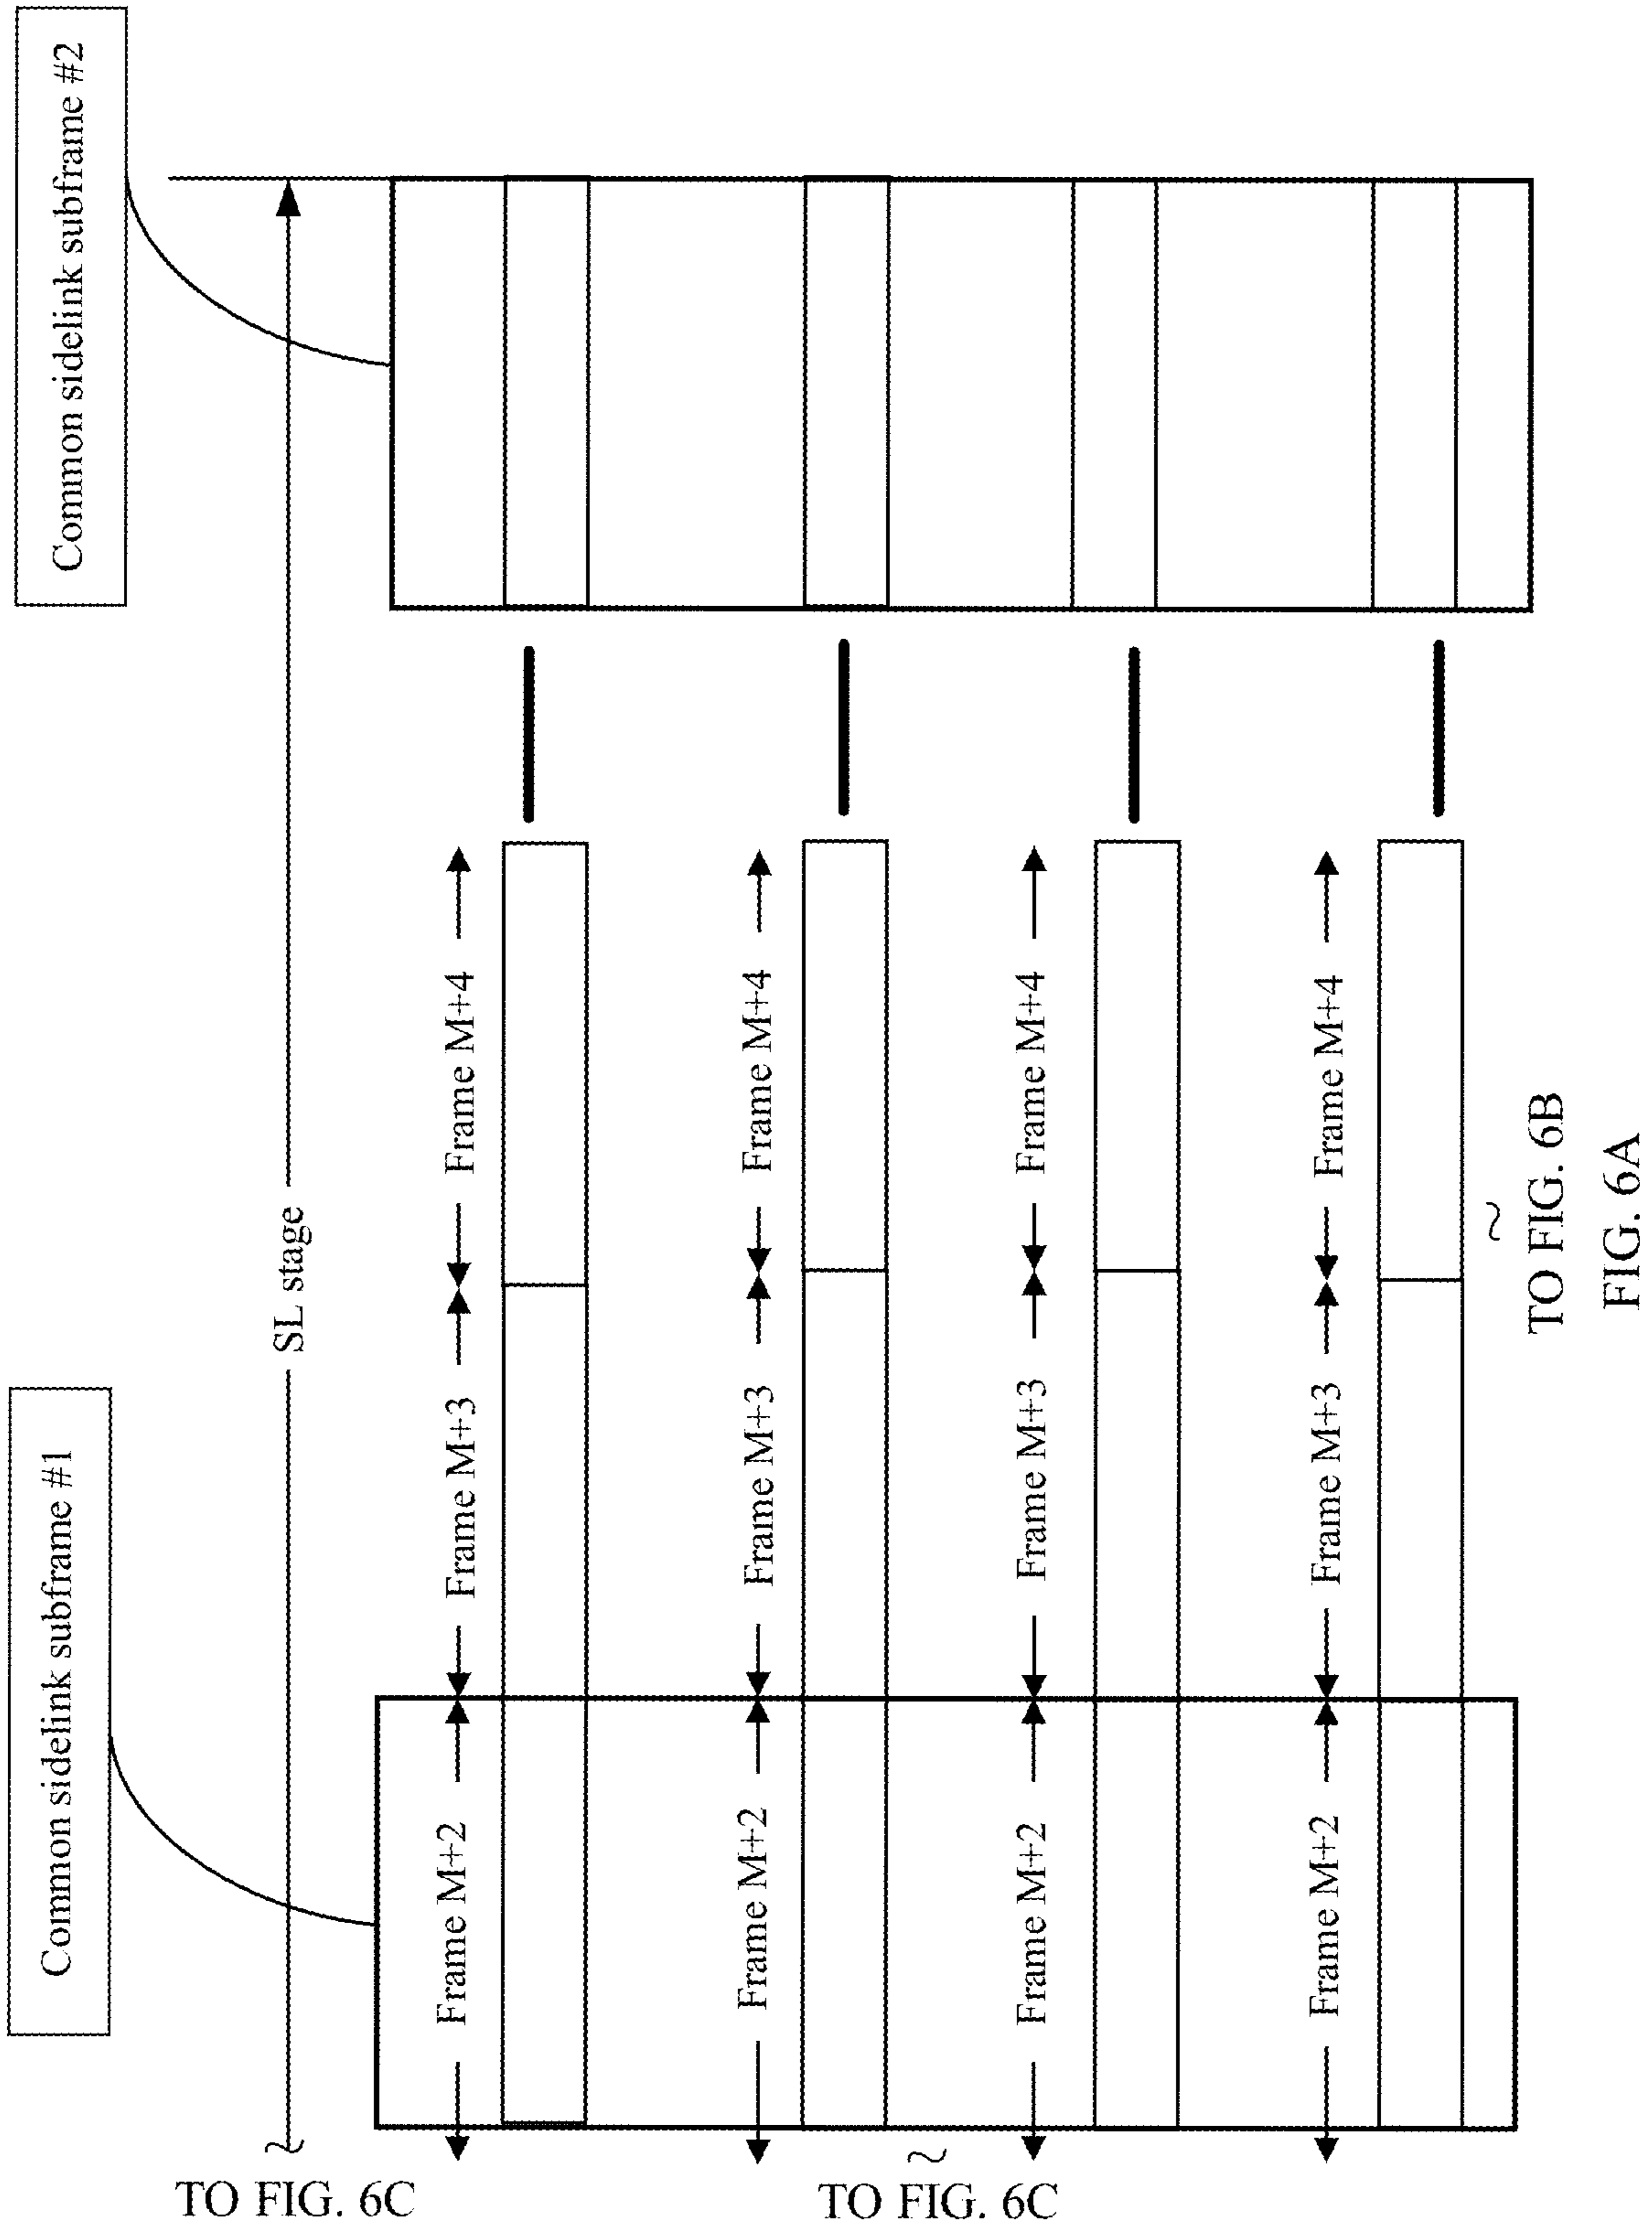 Common sidelink subframe #1
Common sidelink subframe #2
SL stage
TO FIG. 6C
Frame M+2
Frame M+3
Frame M+4
Frame M+2
Frame M+3
Frame M+4
TO FIG. 6C
Frame M+2
Frame M+3
Frame M+4
Frame M+2
Frame M+3
Frame M+4
TO FIG. 6B
FIG. 6A